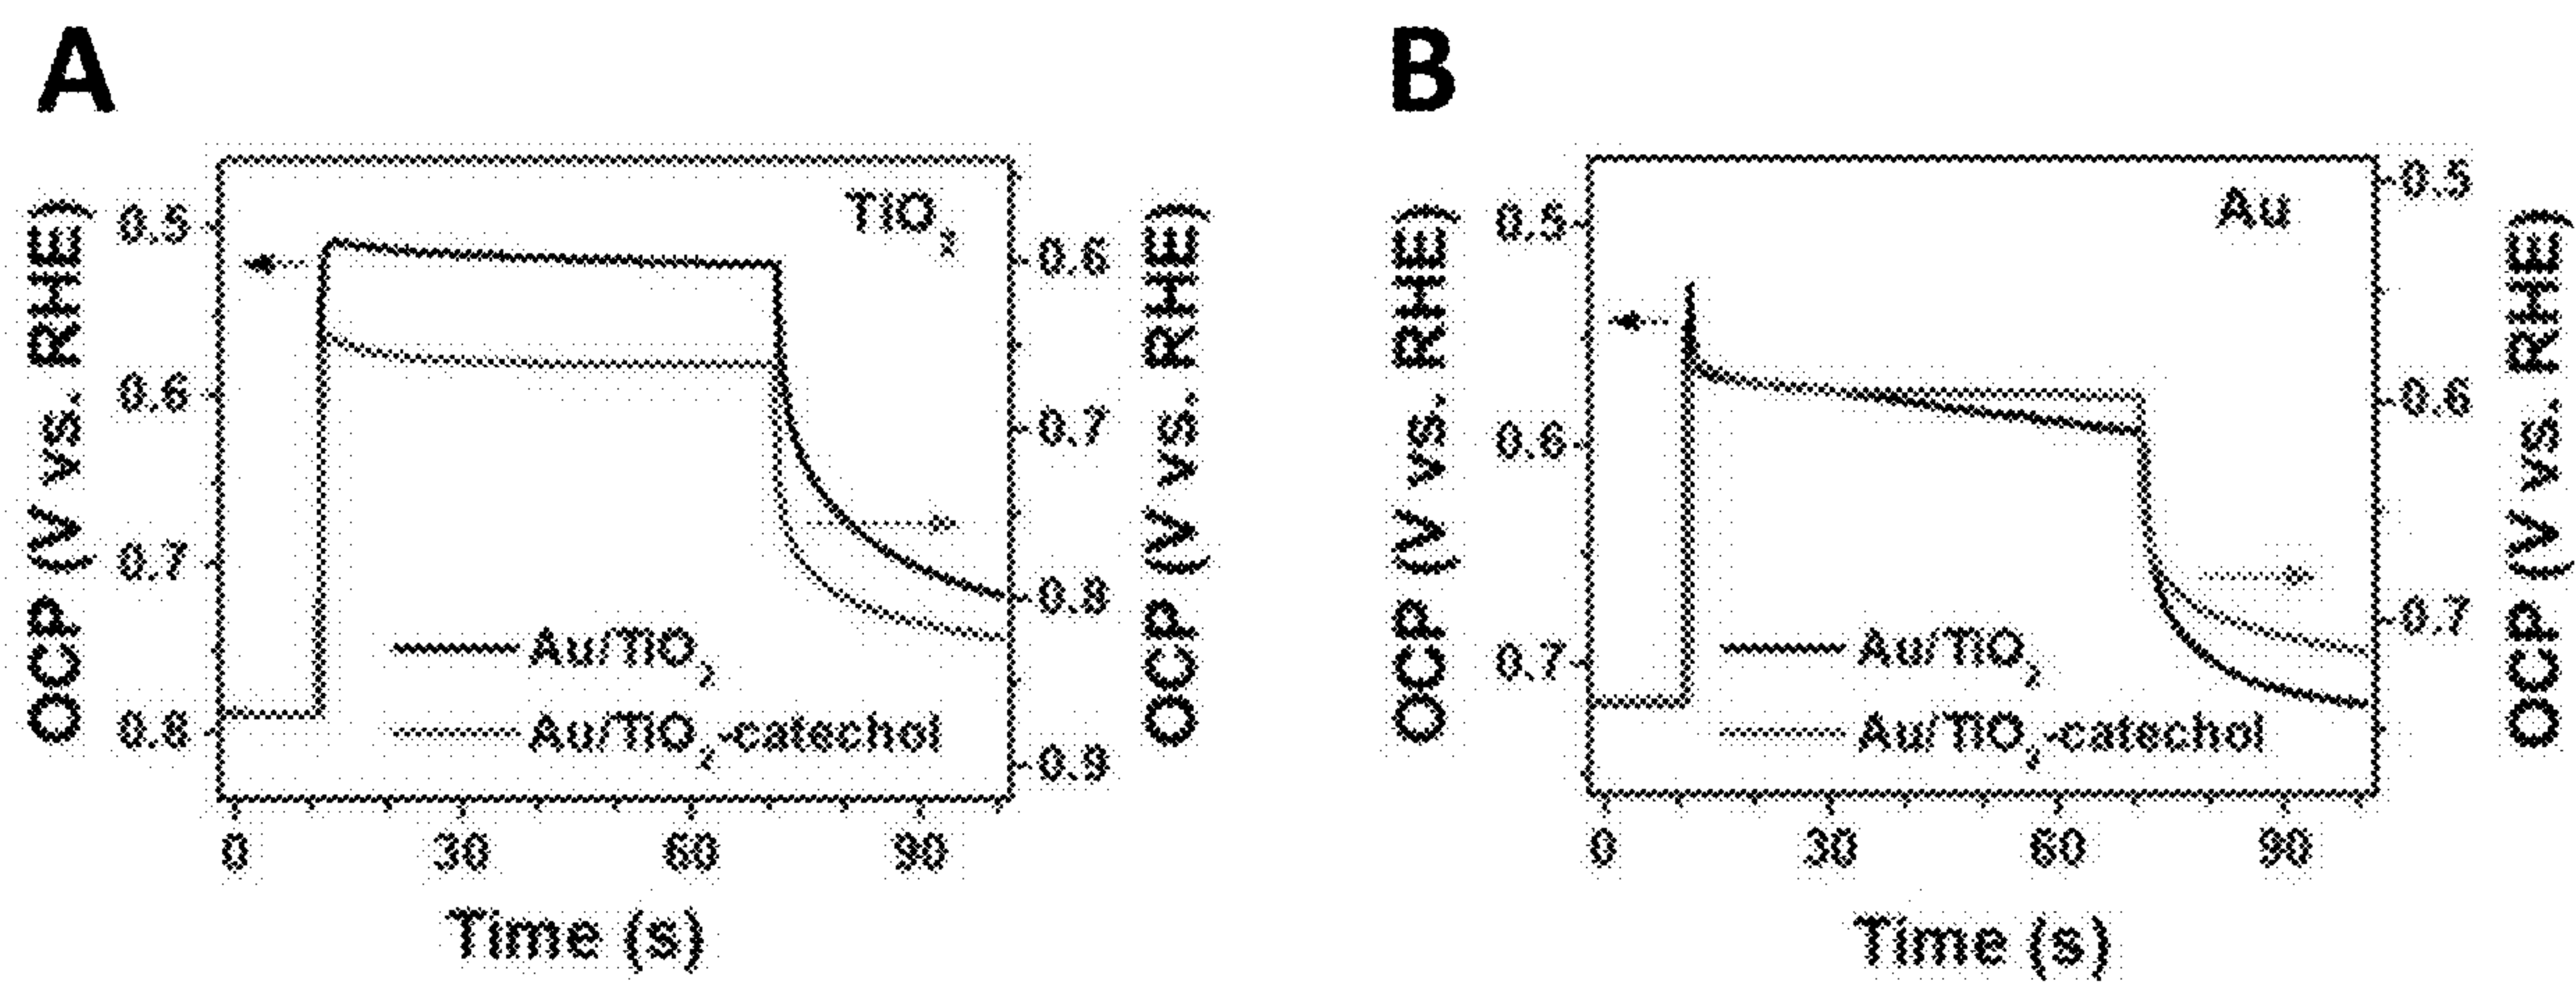 A
B
OCP (V vs. RHE)
0.5
0.6
0.7
0.8
TiO2
Au/TiO2
Au/TiO2-catechol
0.6
0.7
0.8
0.9
OCP (V vs. RHE)
0
30
60
90
Time (s)
OCP (V vs. RHE)
0.5
0.6
0.7
Au
Au/TiO2
Au/TiO2-catechol
0.5
0.6
0.7
OCP (V vs. RHE)
0
30
60
90
Time (s)